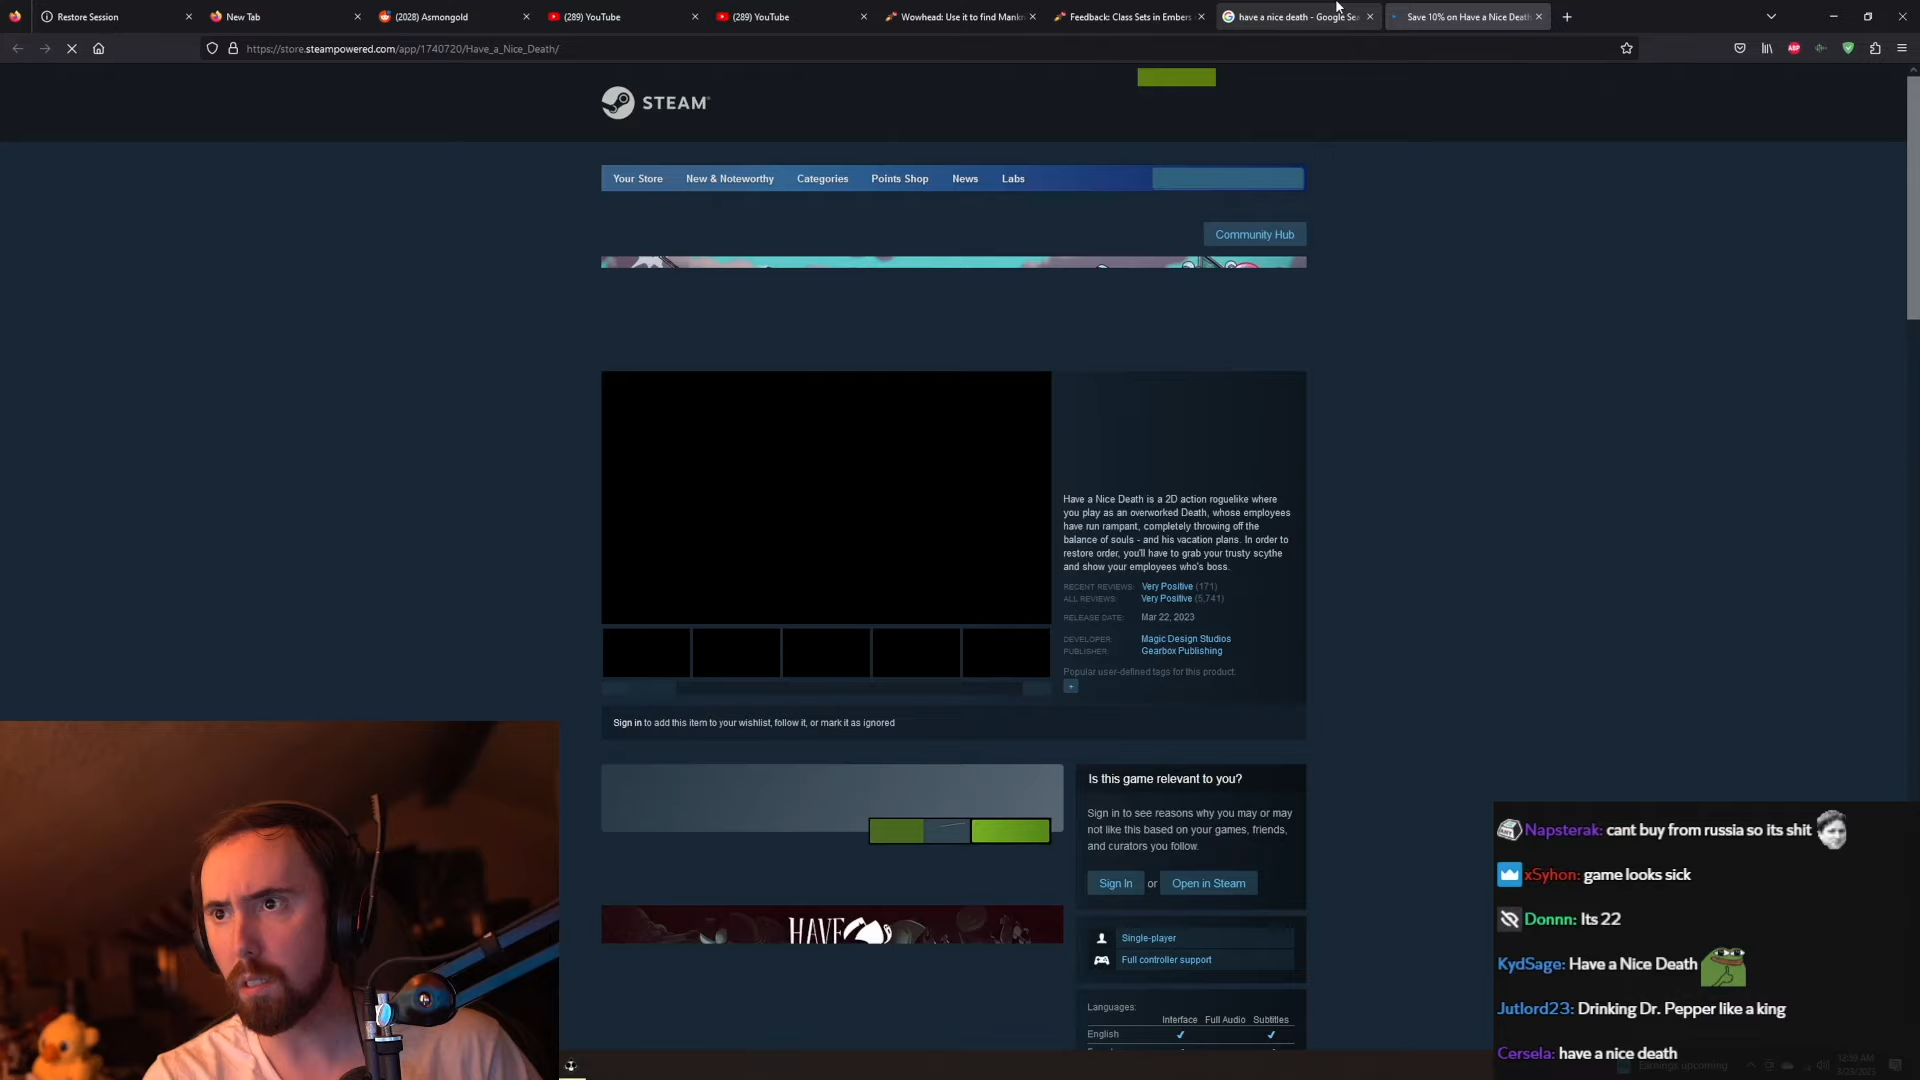 Restore Session
New Tab
(2028) Asmongold
(289) YouTube
(289) YouTube
Wowhead: Use it to find Mankr
Feedback: Class Sets in Embers
have a nice death - Google Sea
Save 10% on Have a Nice Death
https://store.steampowered.com/app/1740720/Have_a_Nice_Death/
ABP
STEAM
Your Store
New & Noteworthy
Categories
Points Shop
News
Labs
Community Hub
Have a Nice Death is a 2D action roguelike where
you play as an overworked Death, whose employees
have run rampant, completely throwing off the
balance of souls - and his vacation plans. In order to
restore order, you'll have to grab your trusty scythe
and show your employees who's boss.
RECENT REVIEWS: Very Positive (171)
ALL REVIEWS: Very Positive (5,741)
RELEASE DATE: Mar 22, 2023
DEVELOPER: Magic Design Studios
PUBLISHER: Gearbox Publishing
Popular user-defined tags for this product:
+
Sign in to add this item to your wishlist, follow it, or mark it as ignored
Is this game relevant to you?
Sign in to see reasons why you may or may
not like this based on your games, friends,
and curators you follow.
Sign In or Open in Steam
HAVE
Single-player
Full controller support
Languages:
Interface Full Audio Subtitles
English ✔ ✔
Napsterak: cant buy from russia so its shit
xSyhon: game looks sick
Donnn: Its 22
KydSage: Have a Nice Death
Jutlord23: Drinking Dr. Pepper like a king
Cersela: have a nice death
Earnings upcoming
12:59 AM